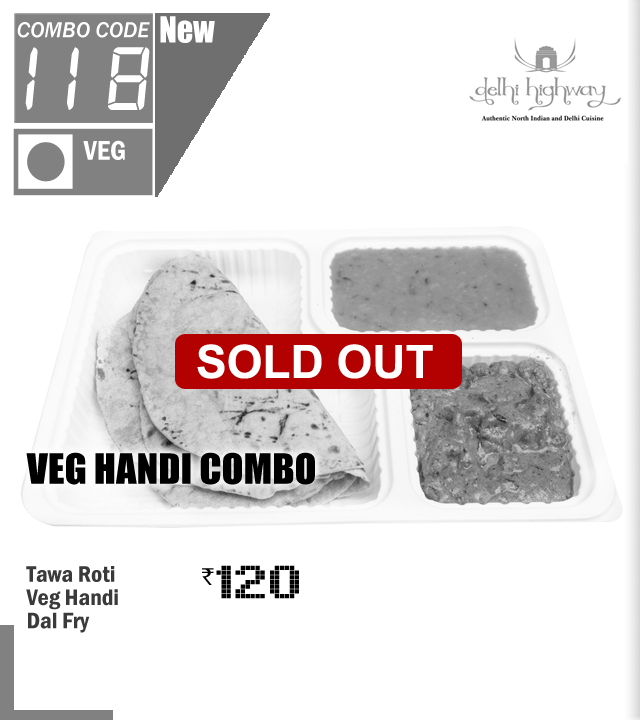 COMBO CODE
118
New
VEG
delhi highway
Authentic North Indian and Delhi Cuisine
SOLD OUT
VEG HANDI COMBO
Tawa Roti
Veg Handi
Dal Fry
₹120